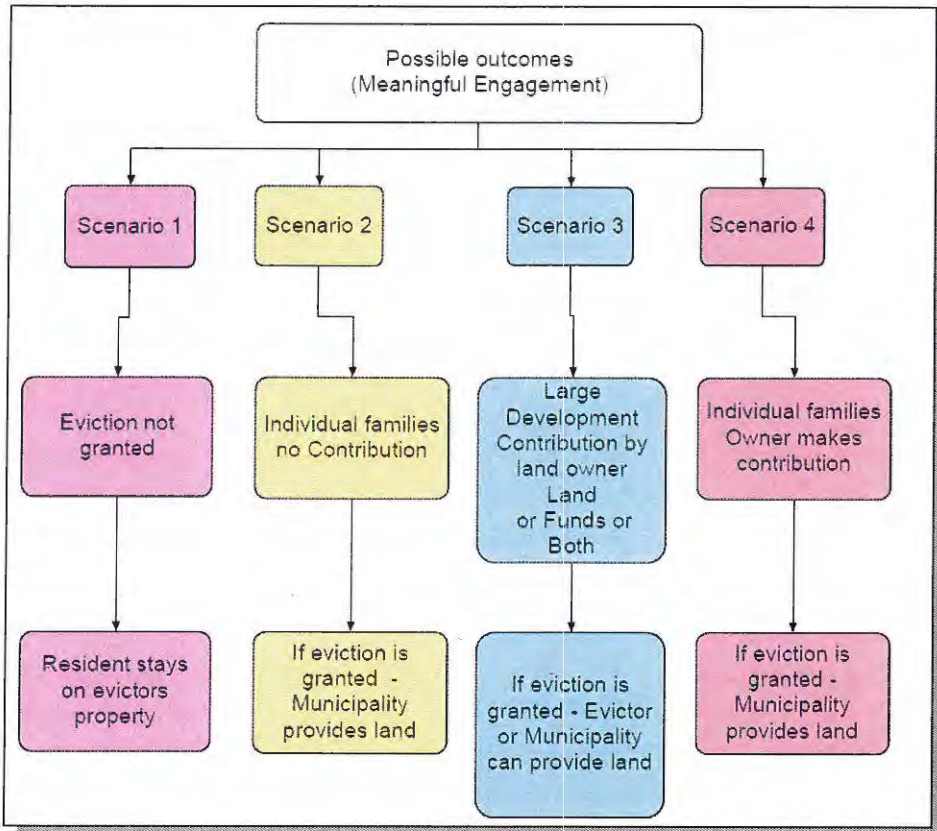 Possible outcomes
(Meaningful Engagement)
Scenario 1
Scenario 2
Scenario 3
Scenario 4
Eviction not
granted
Individual families
no Contribution
Large
Development
Contribution by
land owner
Land
or Funds or
Both
Individual families
Owner makes
contribution
Resident stays
on evictors
property
If eviction is
granted -
Municipality
provides land
If eviction is
granted - Evictor
or Municipality
can provide land
If eviction is
granted -
Municipality
provides land